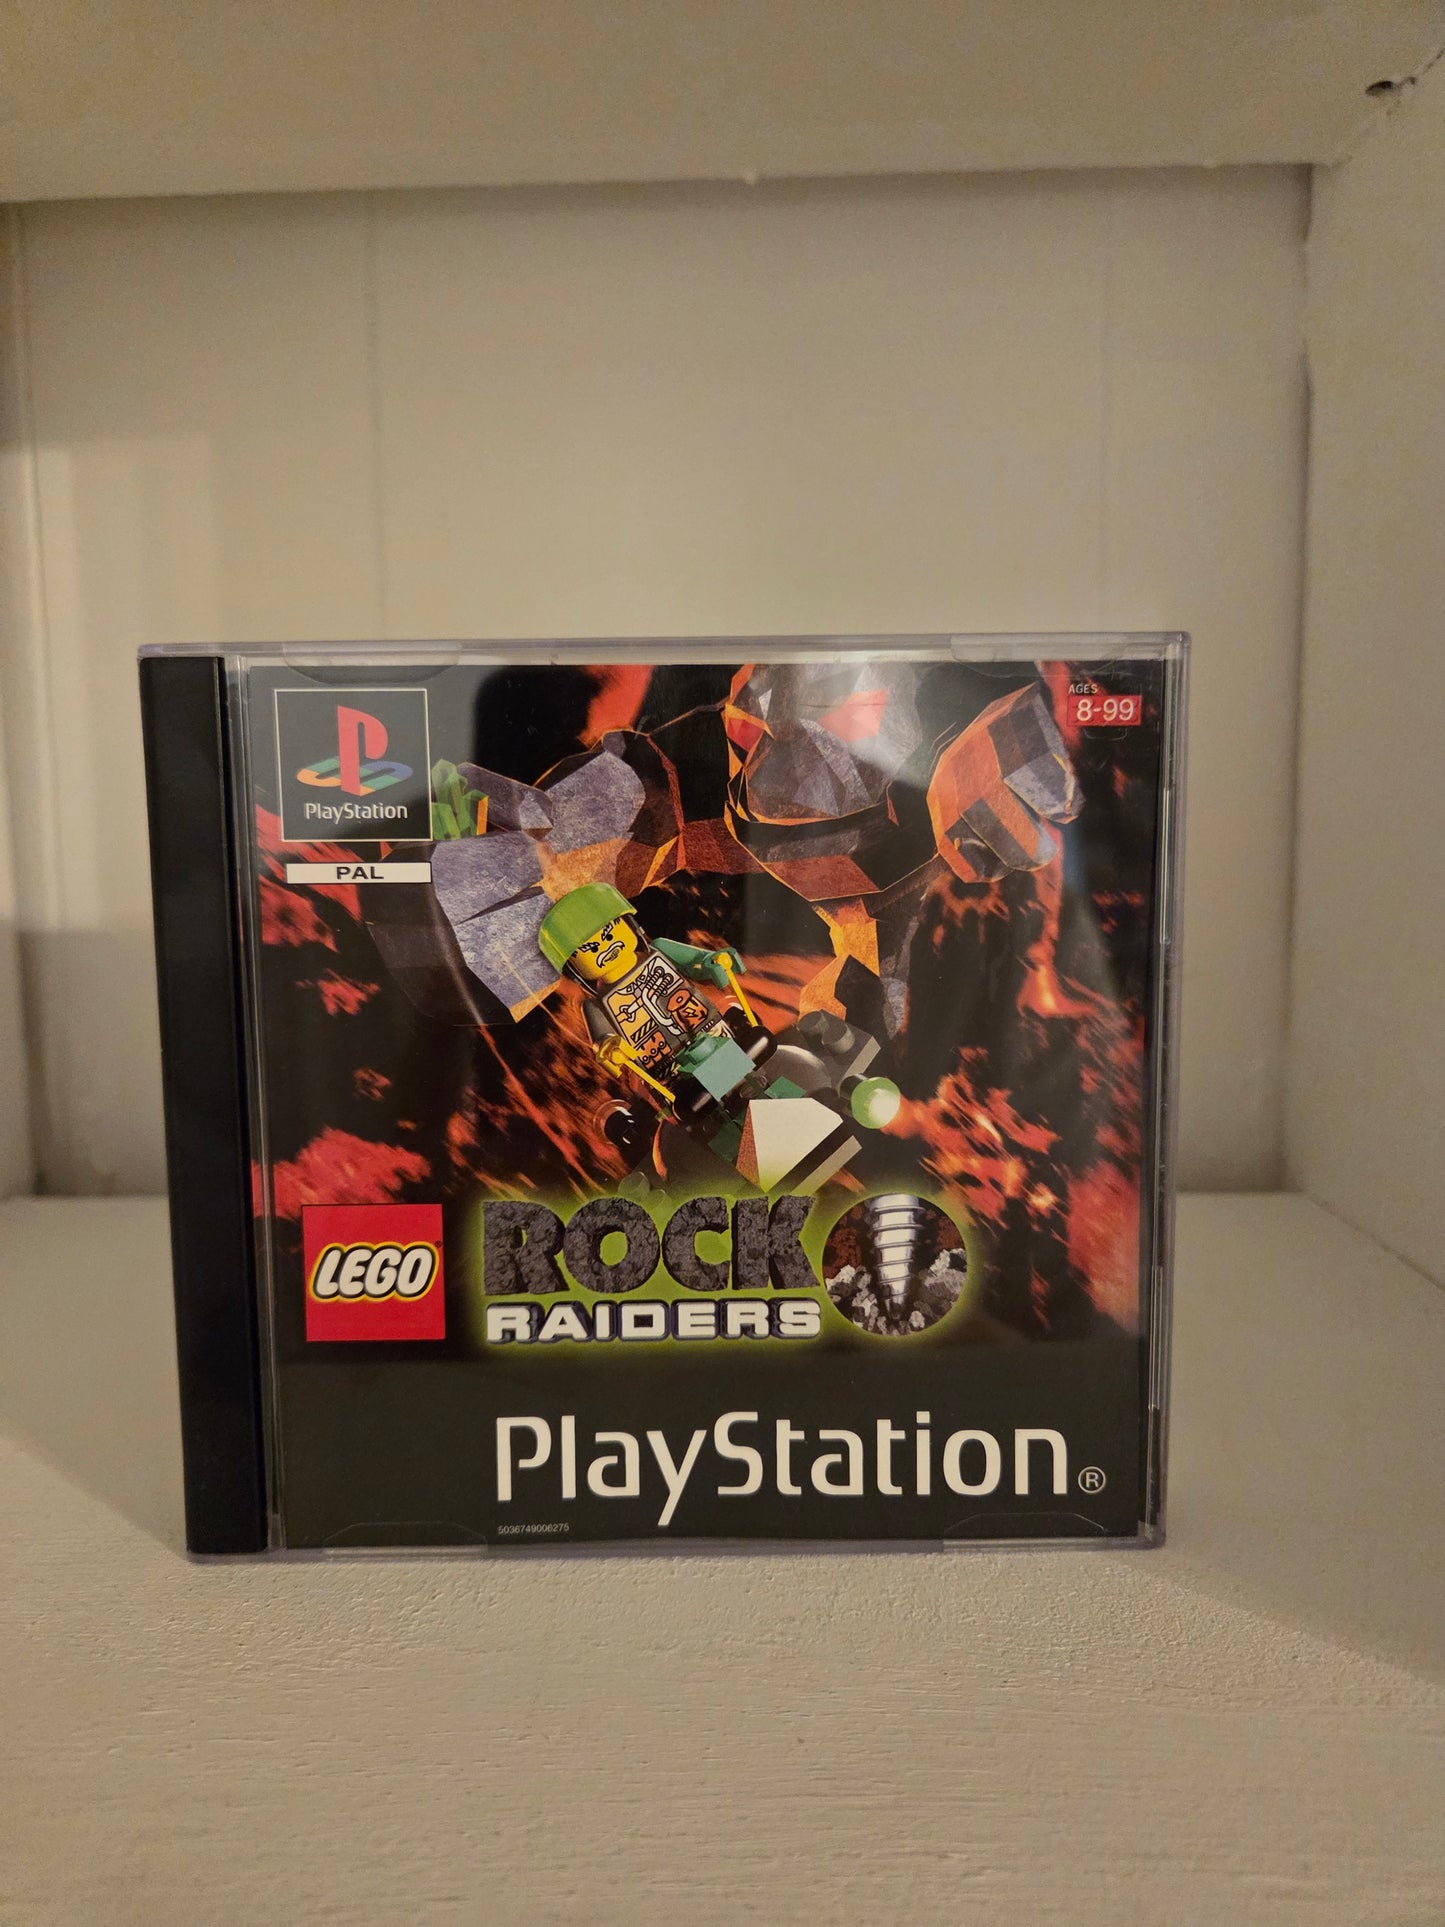 PlayStation
PAL
AGES
8-99
LEGO®
ROCK
RAIDERS
PlayStation®
5036749006275